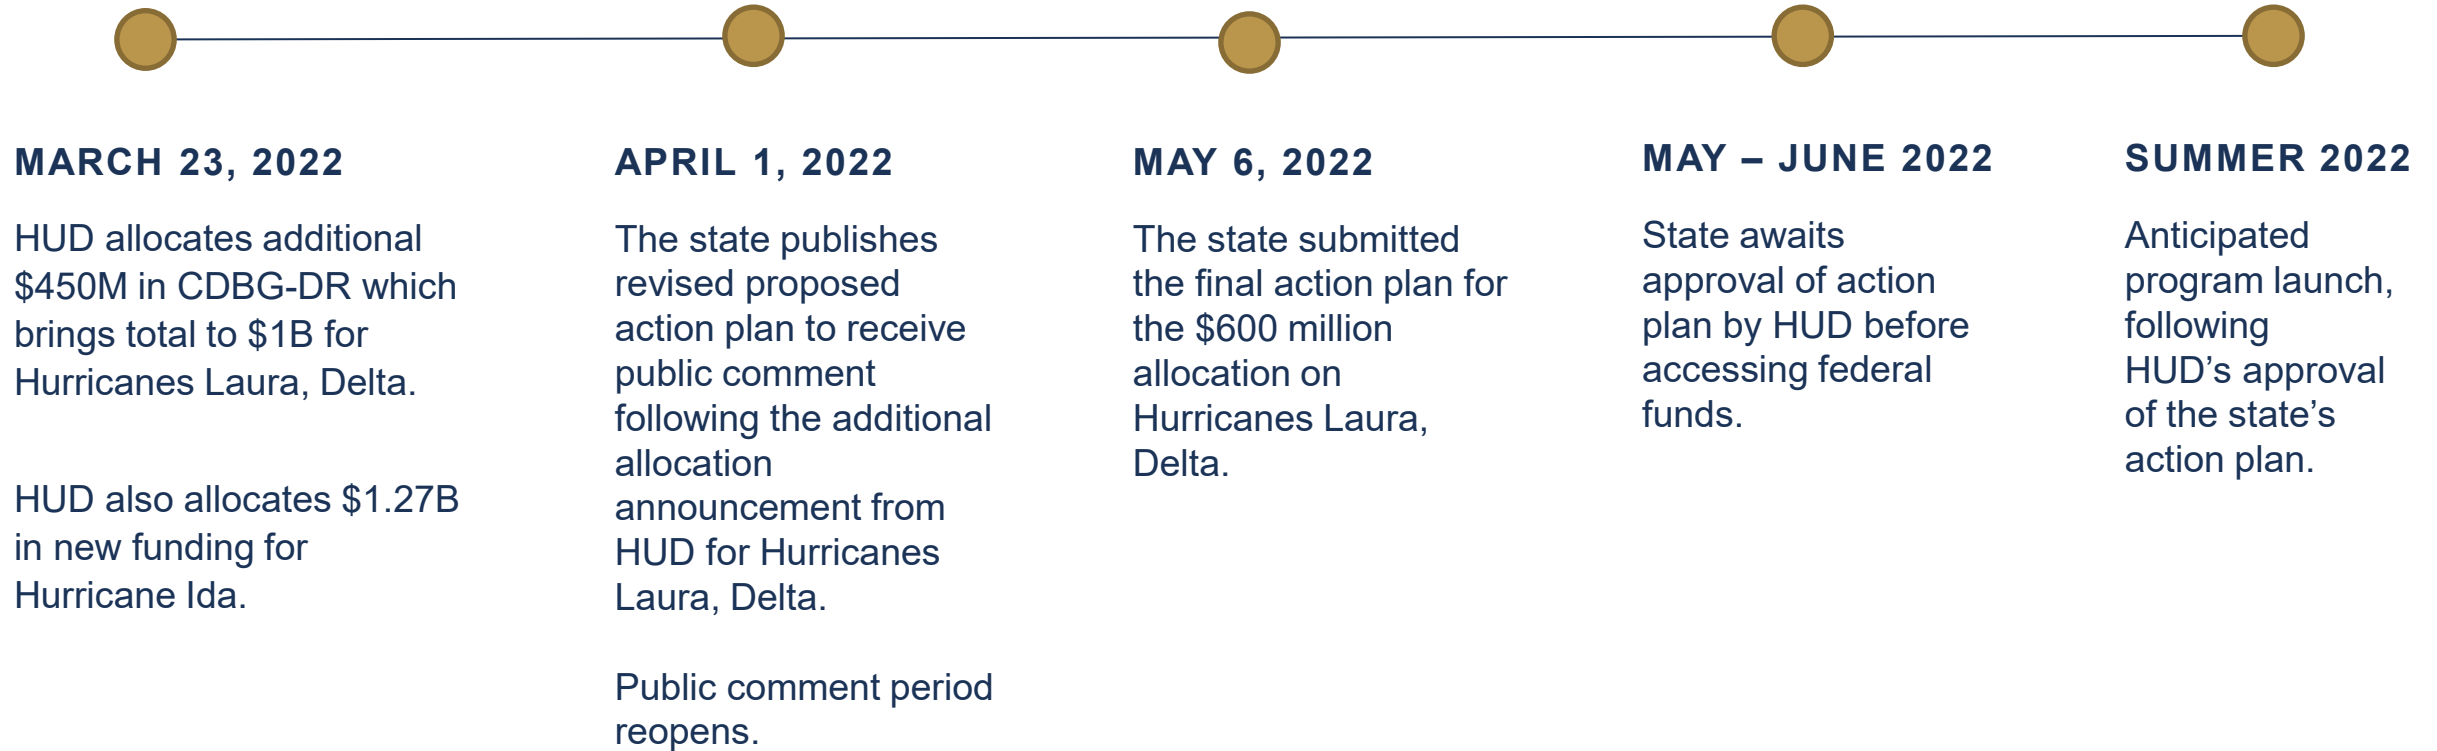 MARCH 23, 2022
HUD allocates additional
$450M in CDBG-DR which
brings total to $1B for
Hurricanes Laura, Delta.
HUD also allocates $1.27B
in new funding for
Hurricane Ida.
APRIL 1, 2022
The state publishes
revised proposed
action plan to receive
public comment
following the additional
allocation
announcement from
HUD for Hurricanes
Laura, Delta.
Public comment period
reopens.
MAY 6, 2022
The state submitted
the final action plan for
the $600 million
allocation on
Hurricanes Laura,
Delta.
MAY – JUNE 2022
State awaits
approval of action
plan by HUD before
accessing federal
funds.
SUMMER 2022
Anticipated
program launch,
following
HUD’s approval
of the state’s
action plan.